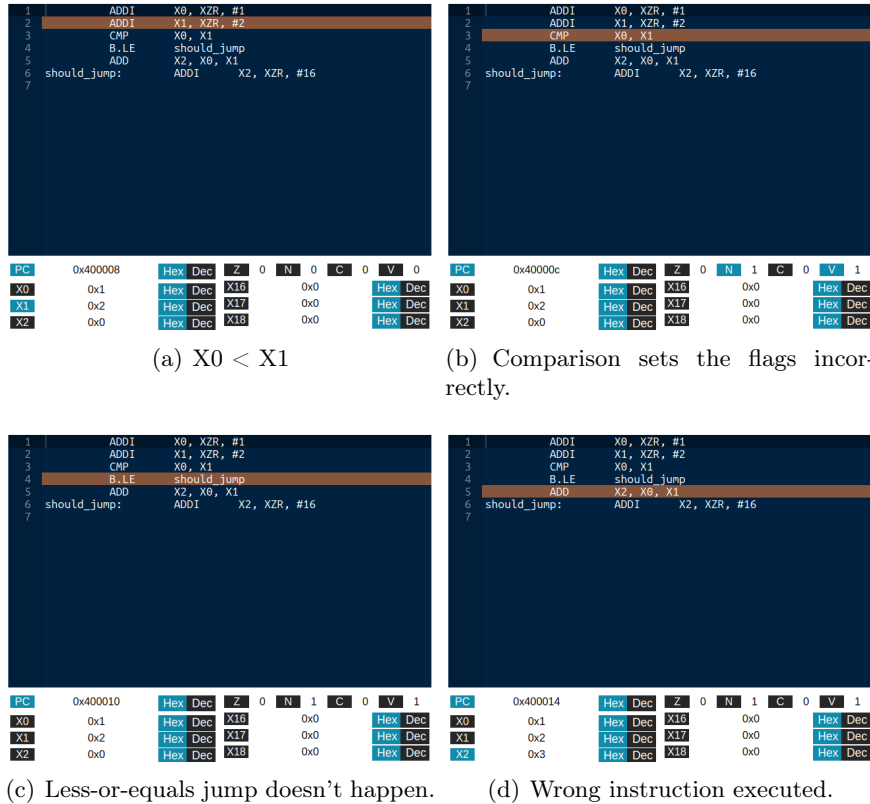 1 ADDI X0, XZR, #1
2 ADDI X1, XZR, #2
3 CMP X0, X1
4 B.LE should_jump
5 ADD X2, X0, X1
6 should_jump: ADDI X2, XZR, #16
7
PC 0x400008 Hex Dec Z 0 N 0 C 0 V 0
X0 0x1 Hex Dec X16 0x0 Hex Dec
X1 0x2 Hex Dec X17 0x0 Hex Dec
X2 0x0 Hex Dec X18 0x0 Hex Dec
(a) X0 < X1
1 ADDI X0, XZR, #1
2 ADDI X1, XZR, #2
3 CMP X0, X1
4 B.LE should_jump
5 ADD X2, X0, X1
6 should_jump: ADDI X2, XZR, #16
7
PC 0x40000c Hex Dec Z 0 N 1 C 0 V 1
X0 0x1 Hex Dec X16 0x0 Hex Dec
X1 0x2 Hex Dec X17 0x0 Hex Dec
X2 0x0 Hex Dec X18 0x0 Hex Dec
(b) Comparison sets the flags incor-
rectly.
1 ADDI X0, XZR, #1
2 ADDI X1, XZR, #2
3 CMP X0, X1
4 B.LE should_jump
5 ADD X2, X0, X1
6 should_jump: ADDI X2, XZR, #16
7
PC 0x400010 Hex Dec Z 0 N 1 C 0 V 1
X0 0x1 Hex Dec X16 0x0 Hex Dec
X1 0x2 Hex Dec X17 0x0 Hex Dec
X2 0x0 Hex Dec X18 0x0 Hex Dec
(c) Less-or-equals jump doesn't happen.
1 ADDI X0, XZR, #1
2 ADDI X1, XZR, #2
3 CMP X0, X1
4 B.LE should_jump
5 ADD X2, X0, X1
6 should_jump: ADDI X2, XZR, #16
7
PC 0x400014 Hex Dec Z 0 N 1 C 0 V 1
X0 0x1 Hex Dec X16 0x0 Hex Dec
X1 0x2 Hex Dec X17 0x0 Hex Dec
X2 0x3 Hex Dec X18 0x0 Hex Dec
(d) Wrong instruction executed.